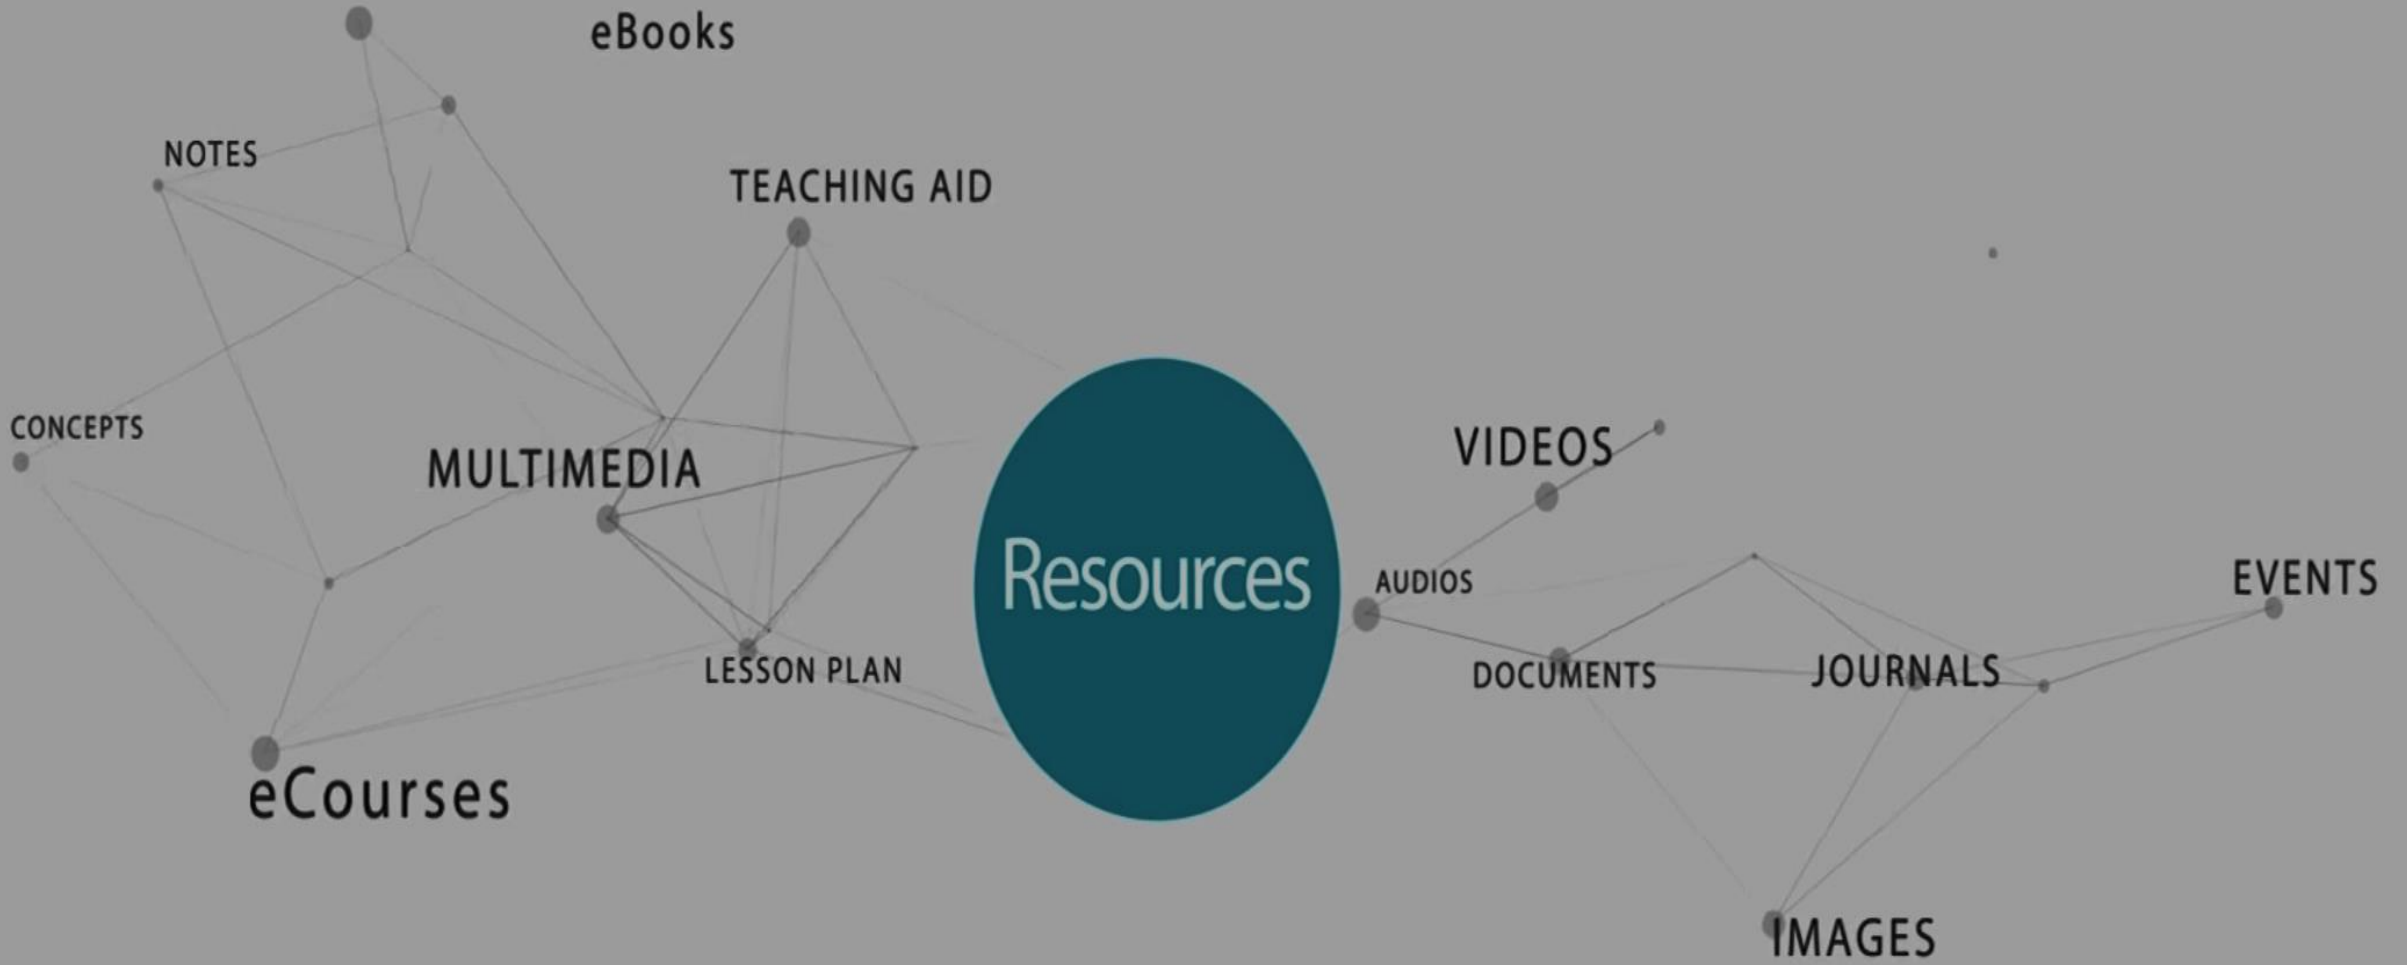 eBooks
NOTES
TEACHING AID
CONCEPTS
MULTIMEDIA
VIDEOS
Resources
AUDIOS
EVENTS
LESSON PLAN
DOCUMENTS
JOURNALS
eCourses
IMAGES